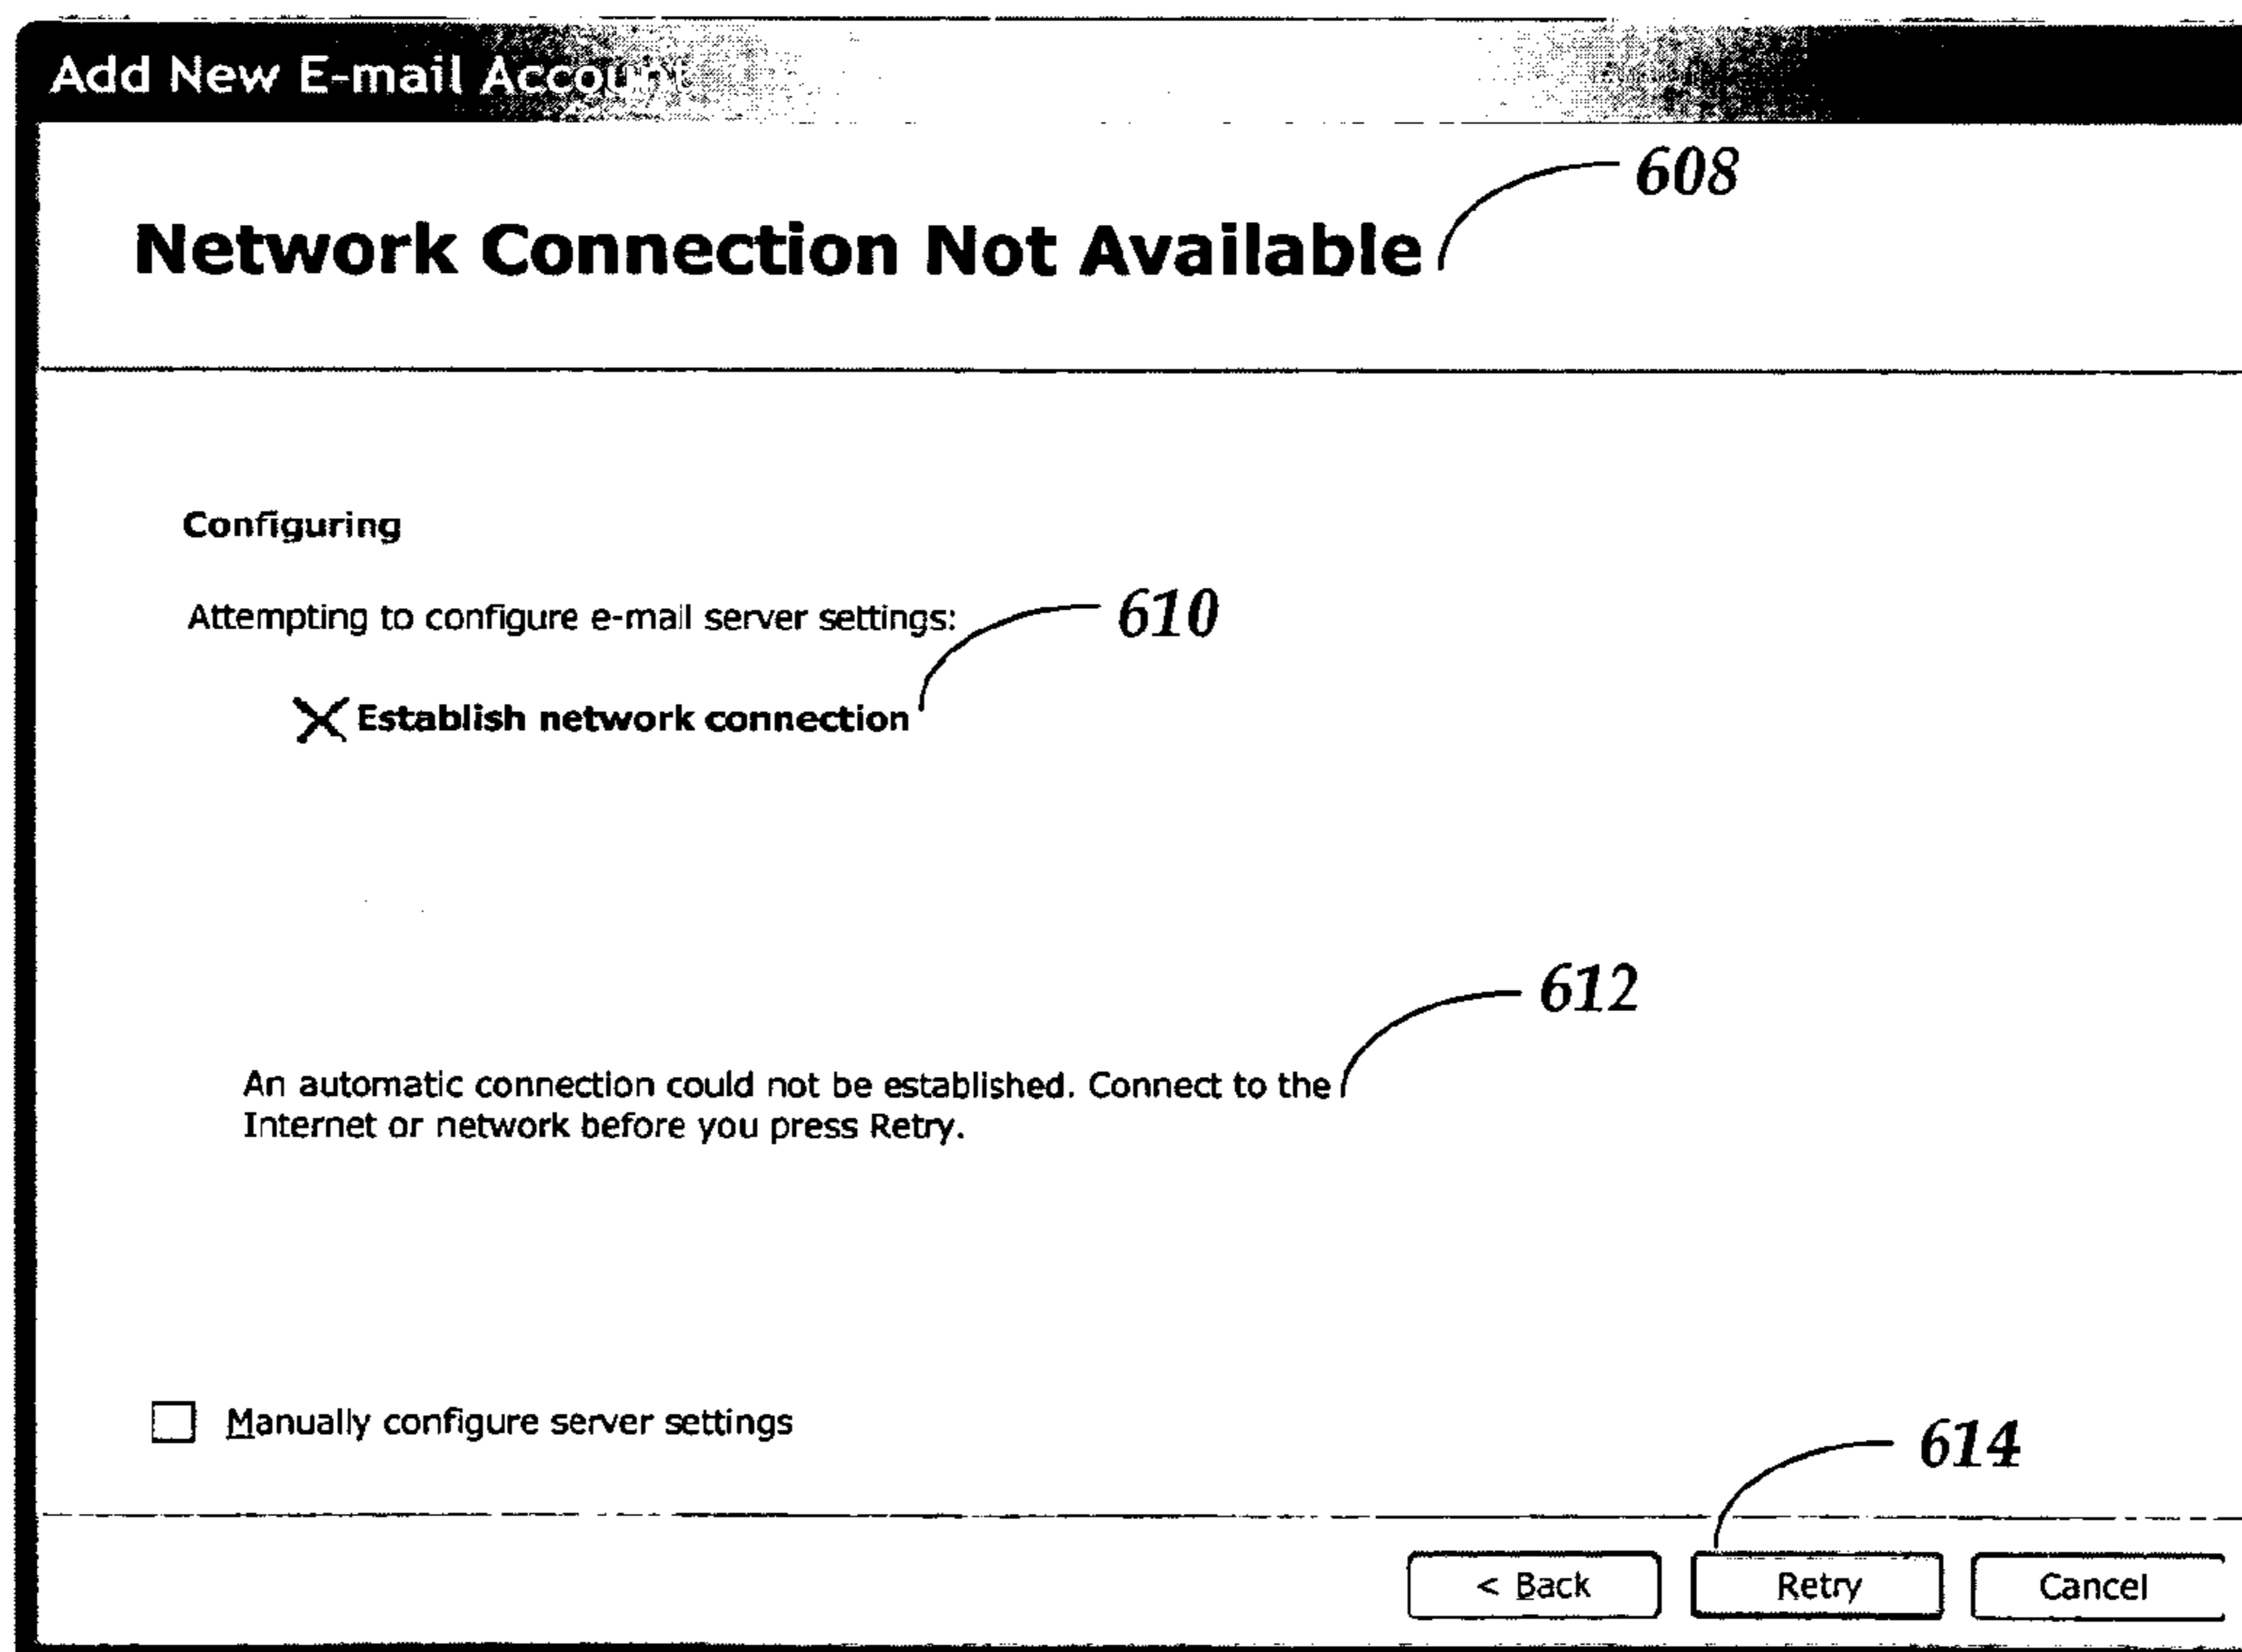 Add New E-mail Account
608
Network Connection Not Available
Configuring
Attempting to configure e-mail server settings:
610
Establish network connection
612
An automatic connection could not be established. Connect to the
Internet or network before you press Retry.
Manually configure server settings
614
< Back Retry Cancel